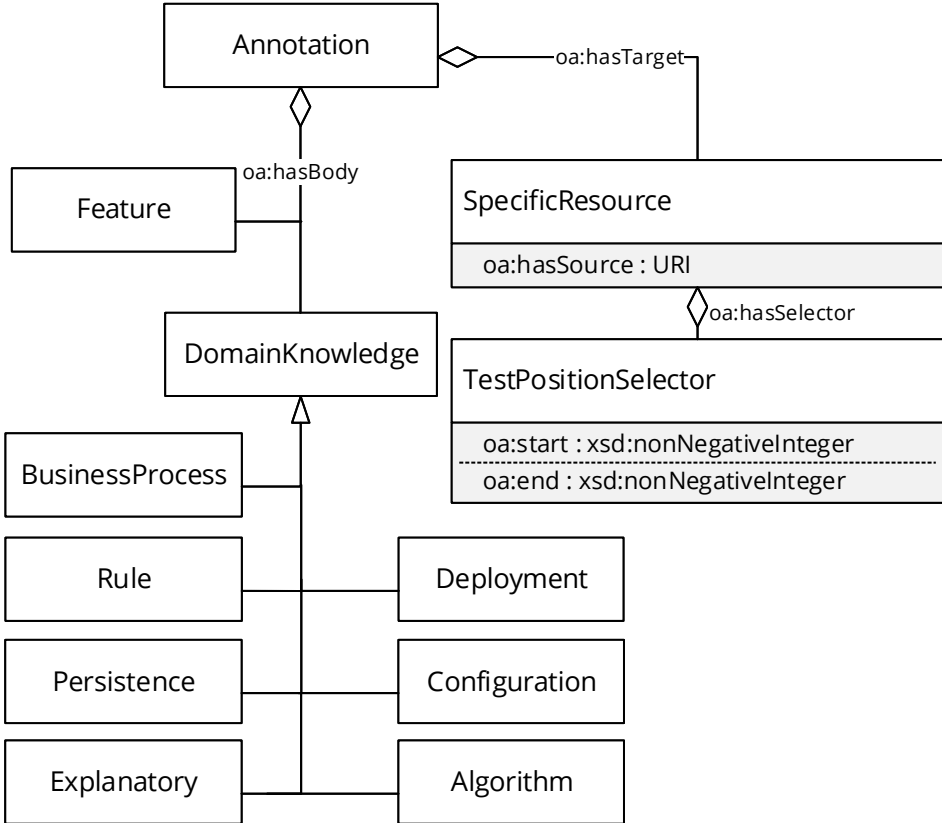 Annotation
oa:hasTarget
oa:hasBody
Feature
SpecificResource
oa:hasSource : URI
oa:hasSelector
DomainKnowledge
TestPositionSelector
oa:start : xsd:nonNegativeInteger
oa:end : xsd:nonNegativeInteger
BusinessProcess
Rule
Deployment
Persistence
Configuration
Explanatory
Algorithm